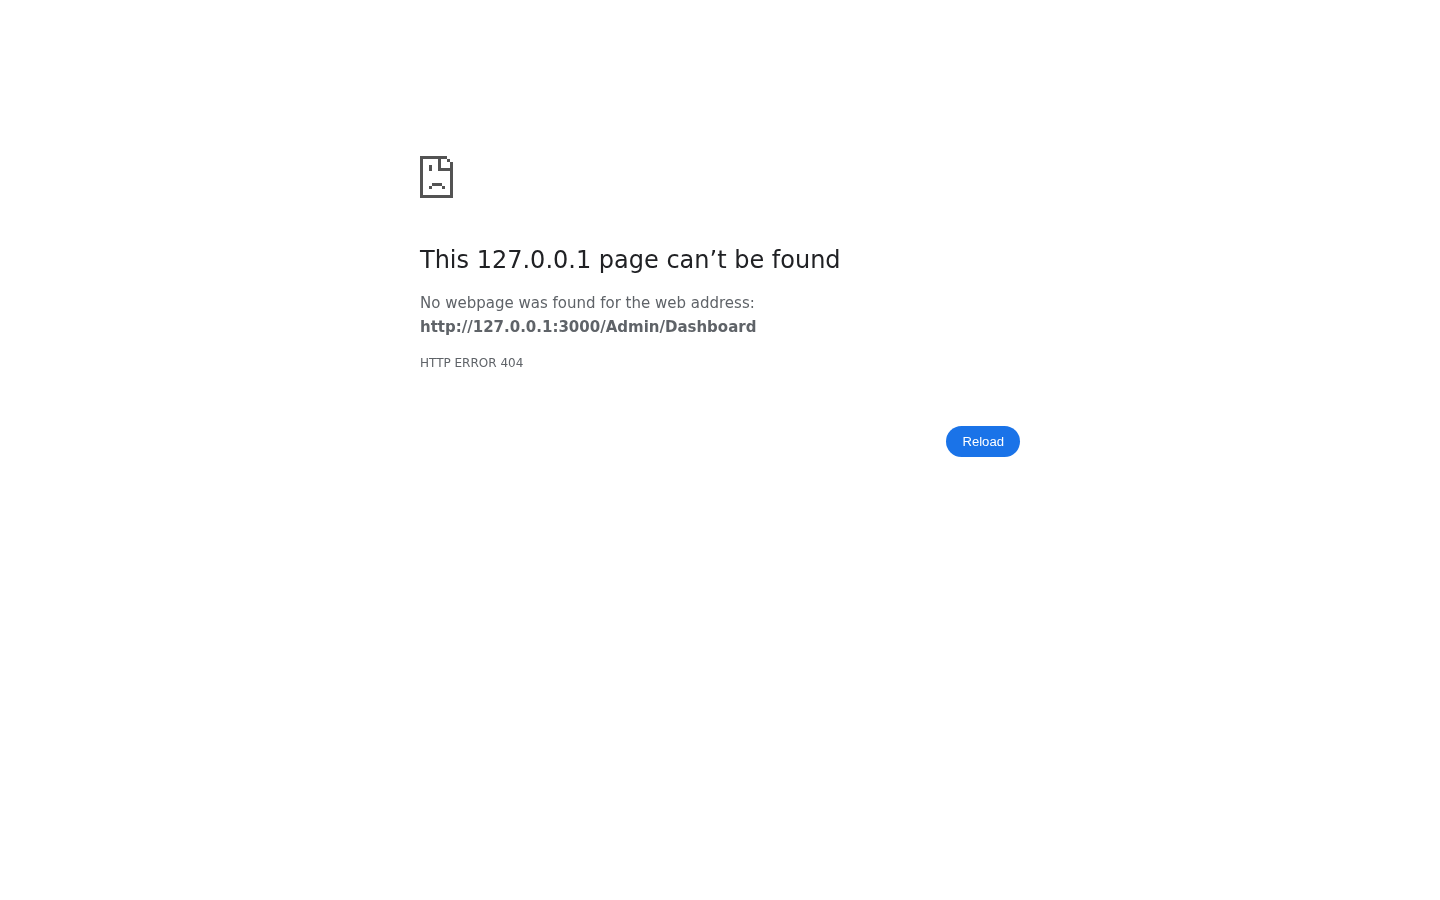 This 127.0.0.1 page can’t be found
No webpage was found for the web address:
http://127.0.0.1:3000/Admin/Dashboard
HTTP ERROR 404
Reload